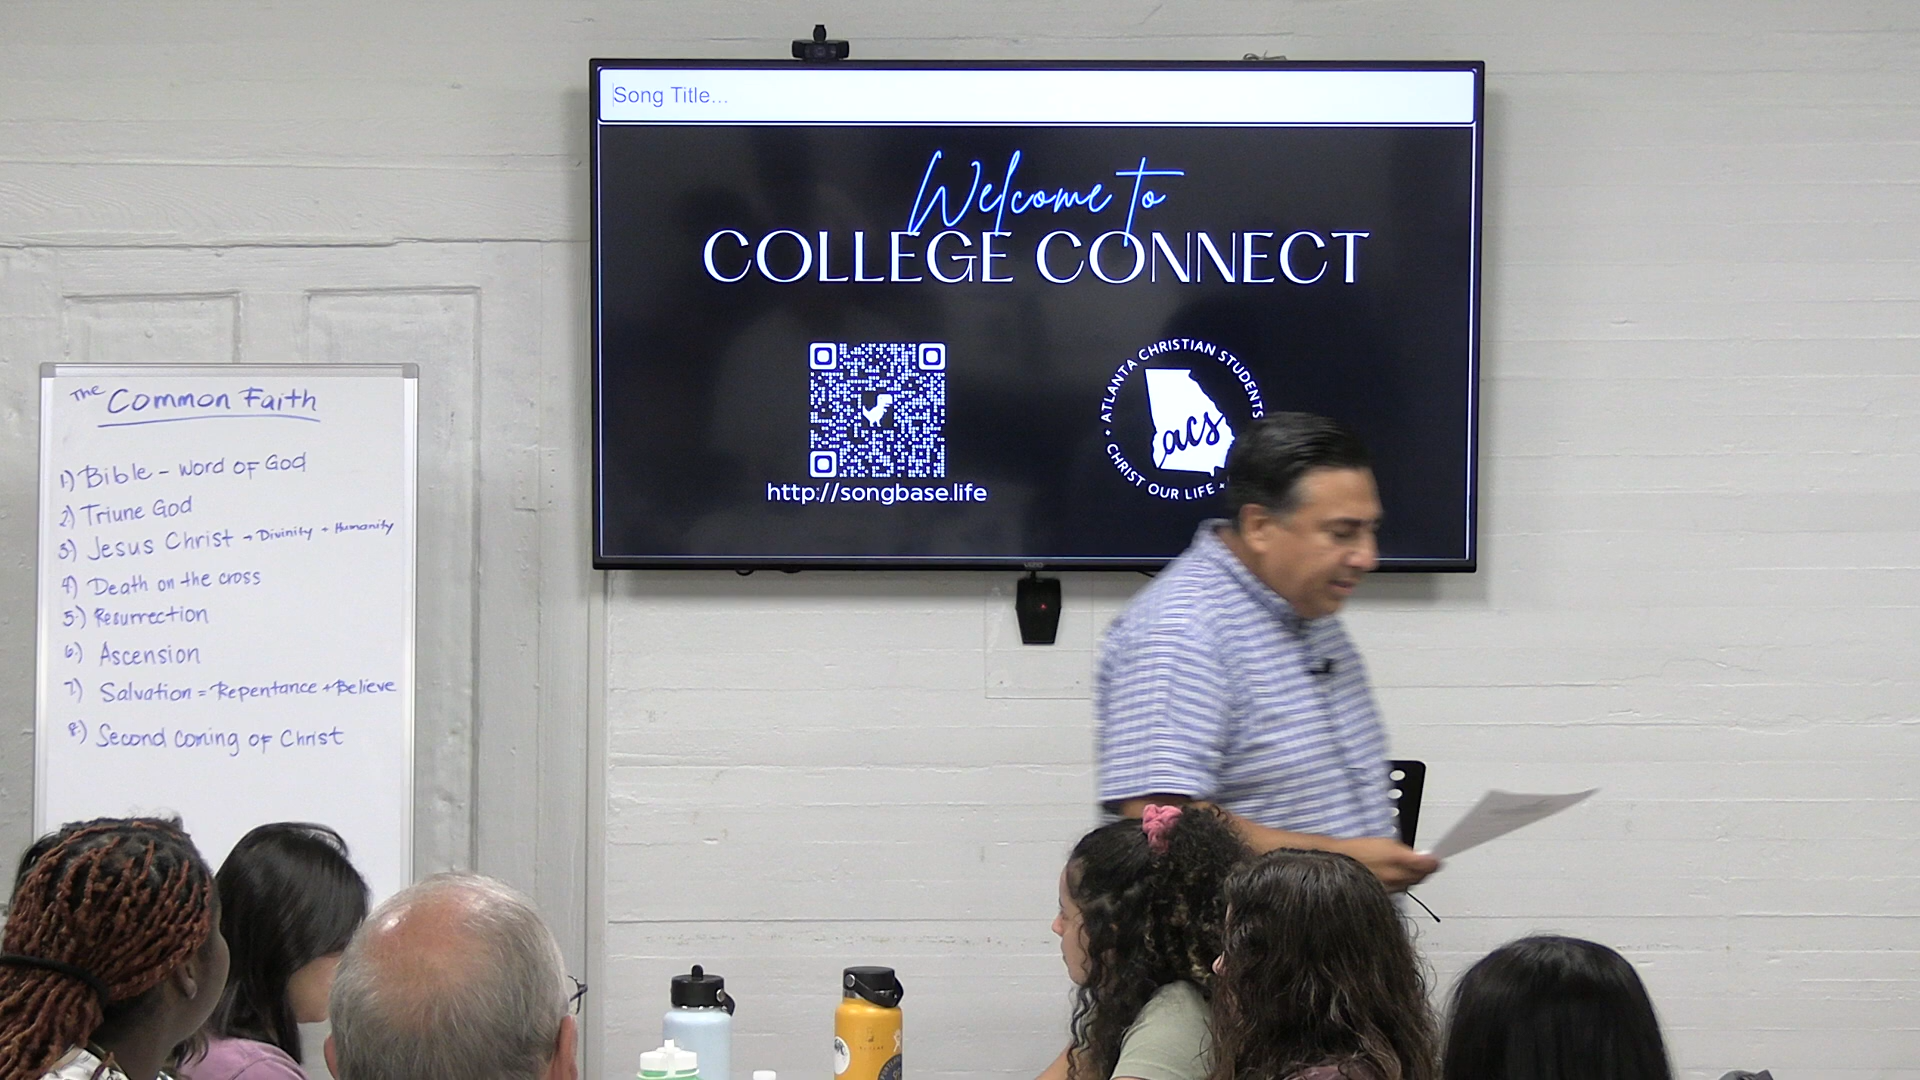 Song Title...
Welcome to
COLLEGE CONNECT
http://songbase.life
• ATLANTA CHRISTIAN STUDENTS
• CHRIST OUR LIFE •
acs
VIZIO
The Common Faith
1.) Bible - Word of God
2.) Triune God
3.) Jesus Christ → Divinity + Humanity
4.) Death on the cross
5.) Resurrection
6.) Ascension
7.) Salvation = Repentance + Believe
8.) Second Coming of Christ